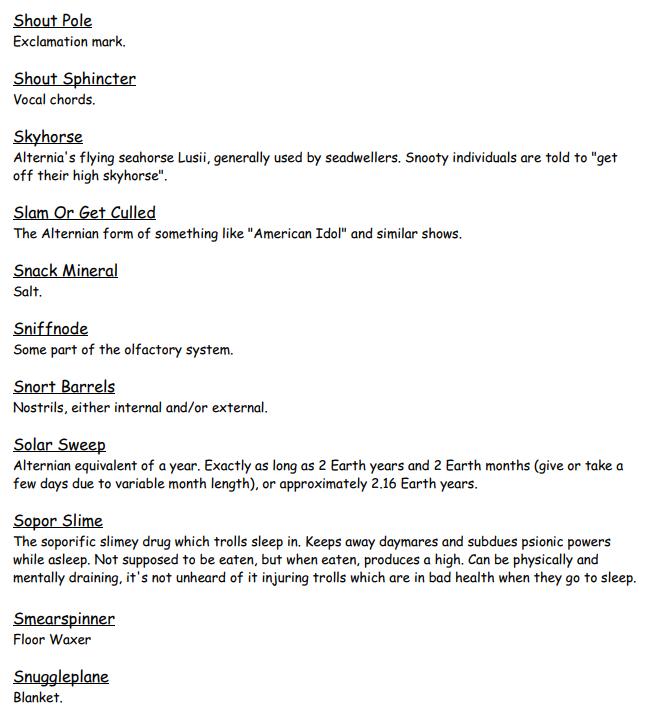 Shout Pole
Exclamation mark.
Shout Sphincter
Vocal chords.
Skyhorse
Alternia's flying seahorse Lusii, generally used by seadwellers. Snooty individuals are told to "get
off their high skyhorse".
Slam Or Get Culled
The Alternian form of something like "American Idol" and similar shows.
Snack Mineral
Salt.
Sniffnode
Some part of the olfactory system.
Snort Barrels
Nostrils, either internal and/or external.
Solar Sweep
Alternian equivalent of a year. Exactly as long as 2 Earth years and 2 Earth months (give or take a
few days due to variable month length), or approximately 2.16 Earth years.
Sopor Slime
The soporific slimey drug which trolls sleep in. Keeps away daymares and subdues psionic powers
while asleep. Not supposed to be eaten, but when eaten, produces a high. Can be physically and
mentally draining, it's not unheard of it injuring trolls which are in bad health when they go to sleep.
Smearspinner
Floor Waxer
Snuggleplane
Blanket.